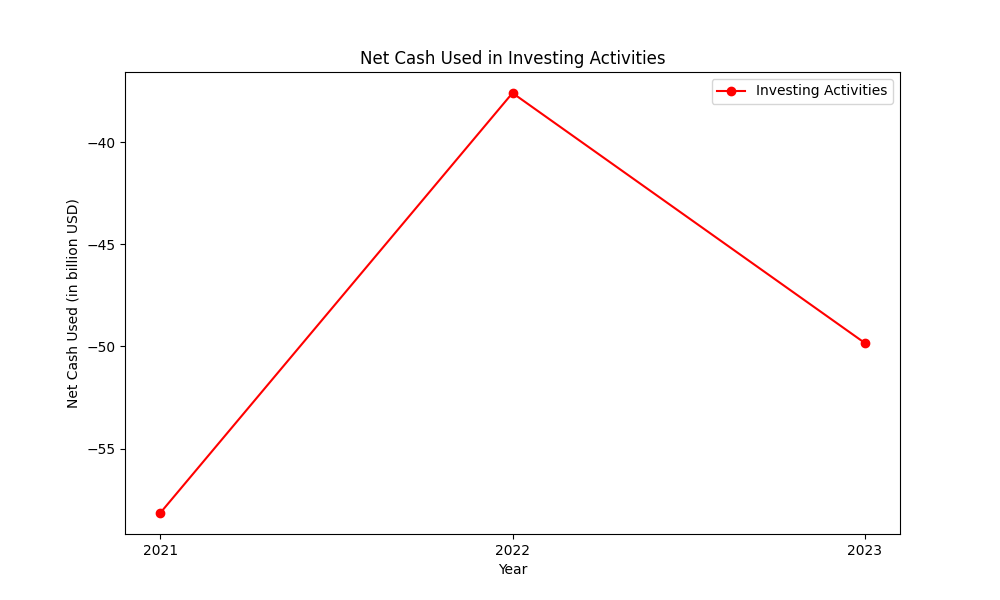 Net Cash Used in Investing Activities
Investing Activities
Net Cash Used (in billion USD)
−40
−45
−50
−55
2021
2022
2023
Year